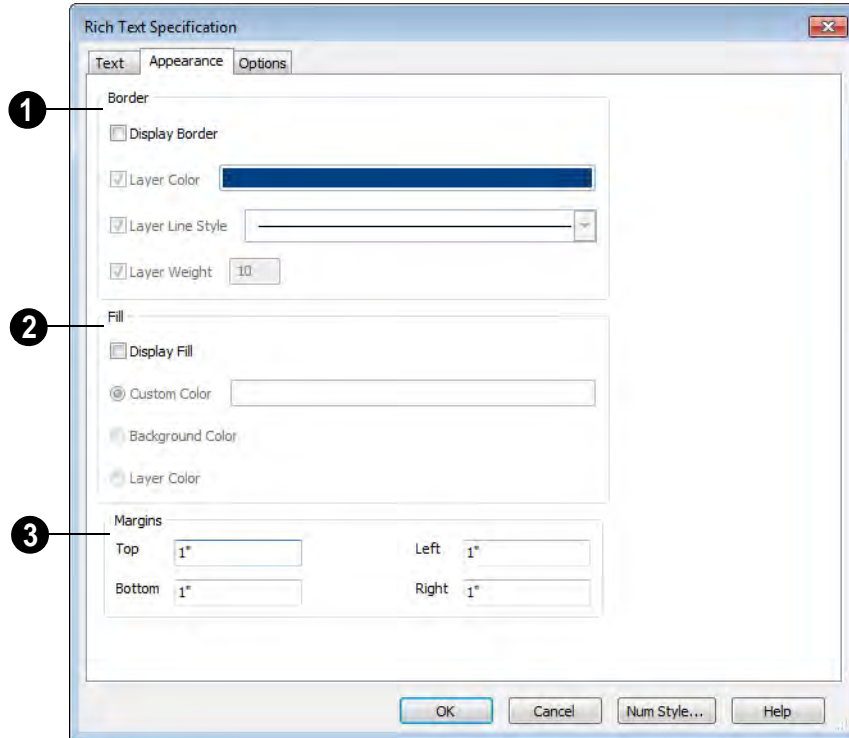 Rich Text Specification
Text Appearance Options
1
Border
Display Border
Layer Color
Layer Line Style
Layer Weight 10
2
Fill
Display Fill
Custom Color
Background Color
Layer Color
3
Margins
Top 1" Left 1"
Bottom 1" Right 1"
OK Cancel Num Style... Help